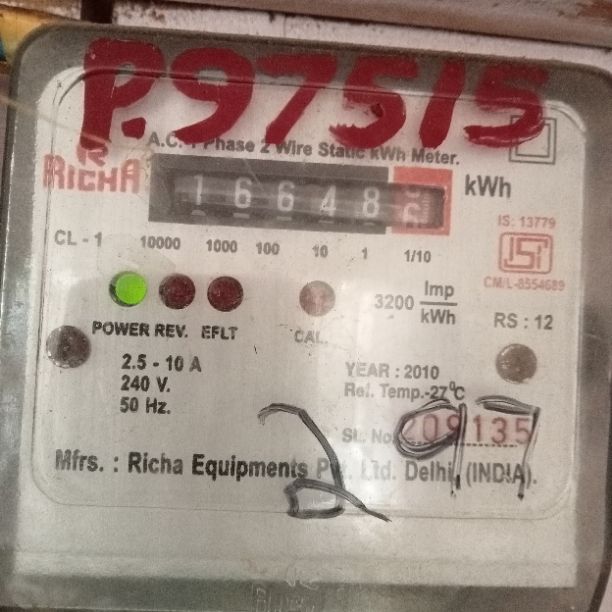 P.97515
A.C. 1 Phase 2 Wire Static kWh Meter.
R
RICHA
16648 kWh
IS: 13779
ISI
CM/L-8554689
CL - 1 10000 1000 100 10 1 1/10
3200 Imp
kWh
RS : 12
POWER REV. EFLT CAL.
2.5 - 10 A
240 V.
50 Hz.
YEAR : 2010
Ref. Temp.-27°C
Sl. No. 209135
Mfrs. : Richa Equipments Pvt. Ltd. Delhi, (INDIA).